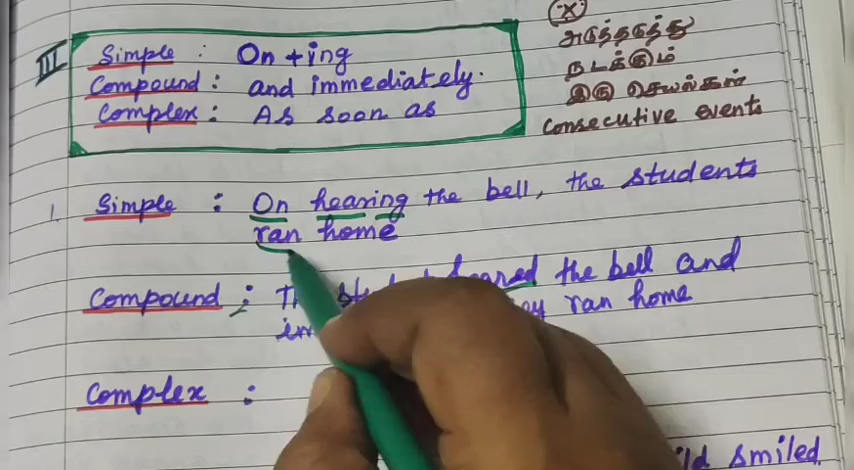 III
Simple : On + ing
Compound : and immediately.
Complex : As soon as
(x)
அடுத்தடுத்து
நடக்கும்
இரு செயல்கள்
Consecutive events
1. Simple : On hearing the bell, the students
ran home
Compound : the bell and
ran home
Complex :
smiled